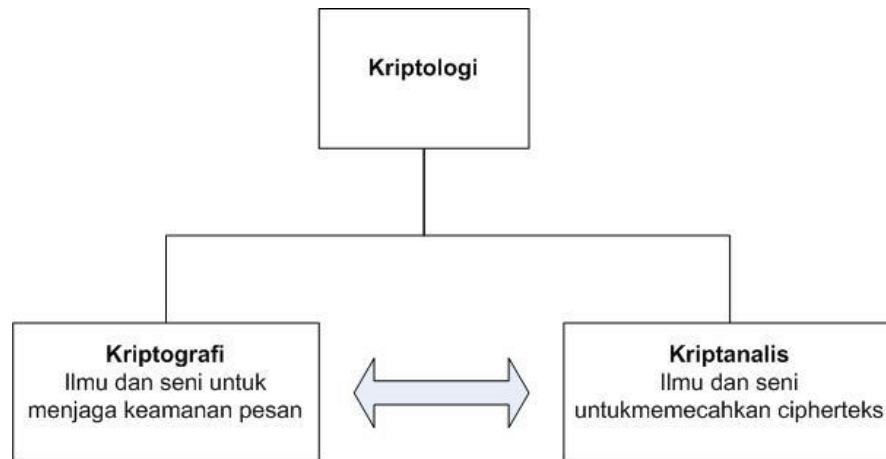 Kriptologi
Kriptografi
Ilmu dan seni untuk
menjaga keamanan pesan
Kriptanalis
Ilmu dan seni
untukmemecahkan cipherteks